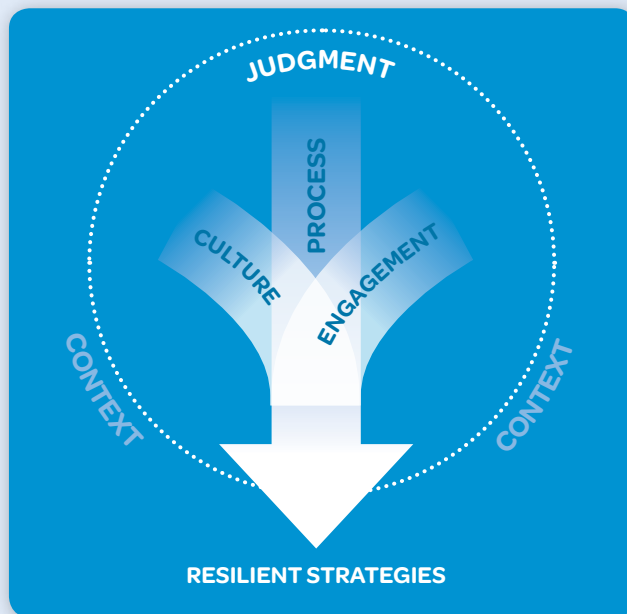 JUDGMENT
PROCESS
CULTURE
ENGAGEMENT
CONTEXT
CONTEXT
RESILIENT STRATEGIES